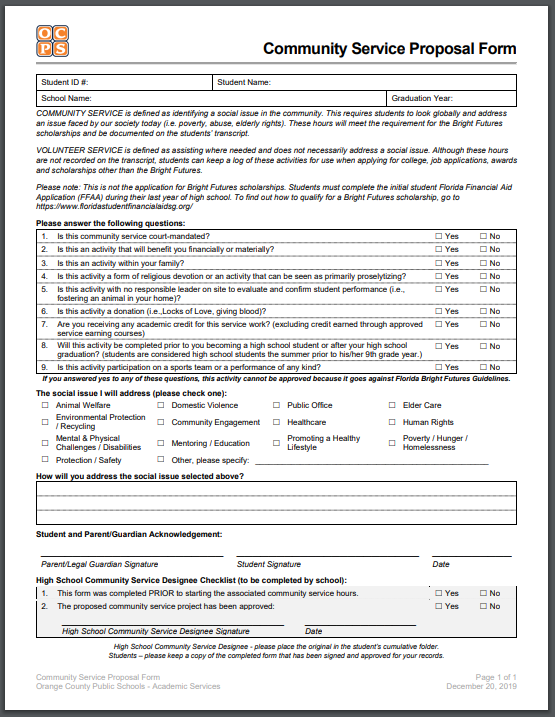 OC
PS
Community Service Proposal Form
Student ID #: Student Name:
School Name: Graduation Year:
COMMUNITY SERVICE is defined as identifying a social issue in the community. This requires students to look globally and address
an issue faced by our society today (i.e. poverty, abuse, elderly rights). These hours will meet the requirement for the Bright Futures
scholarships and be documented on the students' transcript.
VOLUNTEER SERVICE is defined as assisting where needed and does not necessarily address a social issue. Although these hours
are not recorded on the transcript, students can keep a log of these activities for use when applying for college, job applications, awards
and scholarships other than the Bright Futures.
Please note: This is not the application for Bright Futures scholarships. Students must complete the initial student Florida Financial Aid
Application (FFAA) during their last year of high school. To find out how to qualify for a Bright Futures Scholarship, go to
https://www.floridastudentfinancialaidsg.org/
Please answer the following questions:
1. Is this community service court-mandated? ☐ Yes ☐ No
2. Is this an activity that will benefit you financially or materially? ☐ Yes ☐ No
3. Is this an activity within your family? ☐ Yes ☐ No
4. Is this activity a form of religious devotion or an activity that can be seen as primarily proselytizing? ☐ Yes ☐ No
5. Is this activity with no responsible leader on site to evaluate and confirm student performance (i.e., ☐ Yes ☐ No
fostering an animal in your home)?
6. Is this activity a donation (i.e.,Locks of Love, giving blood)? ☐ Yes ☐ No
7. Are you receiving any academic credit for this service work? (excluding credit earned through approved ☐ Yes ☐ No
service earning courses)
8. Will this activity be completed prior to you becoming a high school student or after your high school ☐ Yes ☐ No
graduation? (students are considered high school students the summer prior to his/her 9th grade year.)
9. Is this activity participation on a sports team or a performance of any kind? ☐ Yes ☐ No
If you answered yes to any of these questions, this activity cannot be approved because it goes against Florida Bright Futures Guidelines.
The social issue I will address (please check one):
☐ Animal Welfare ☐ Domestic Violence ☐ Public Office ☐ Elder Care
☐ Environmental Protection / Recycling ☐ Community Engagement ☐ Healthcare ☐ Human Rights
☐ Mental & Physical Challenges / Disabilities ☐ Mentoring / Education ☐ Promoting a Healthy Lifestyle ☐ Poverty / Hunger / Homelessness
☐ Protection / Safety ☐ Other, please specify:
How will you address the social issue selected above?
Student and Parent/Guardian Acknowledgement:
Parent/Legal Guardian Signature Student Signature Date
High School Community Service Designee Checklist (to be completed by school):
1. This form was completed PRIOR to starting the associated community service hours. ☐ Yes ☐ No
2. The proposed community service project has been approved: ☐ Yes ☐ No
High School Community Service Designee Signature Date
High School Community Service Designee - please place the original in the student's cumulative folder.
Students – please keep a copy of the completed form that has been signed and approved for your records.
Community Service Proposal Form Page 1 of 1
Orange County Public Schools - Academic Services December 20, 2019